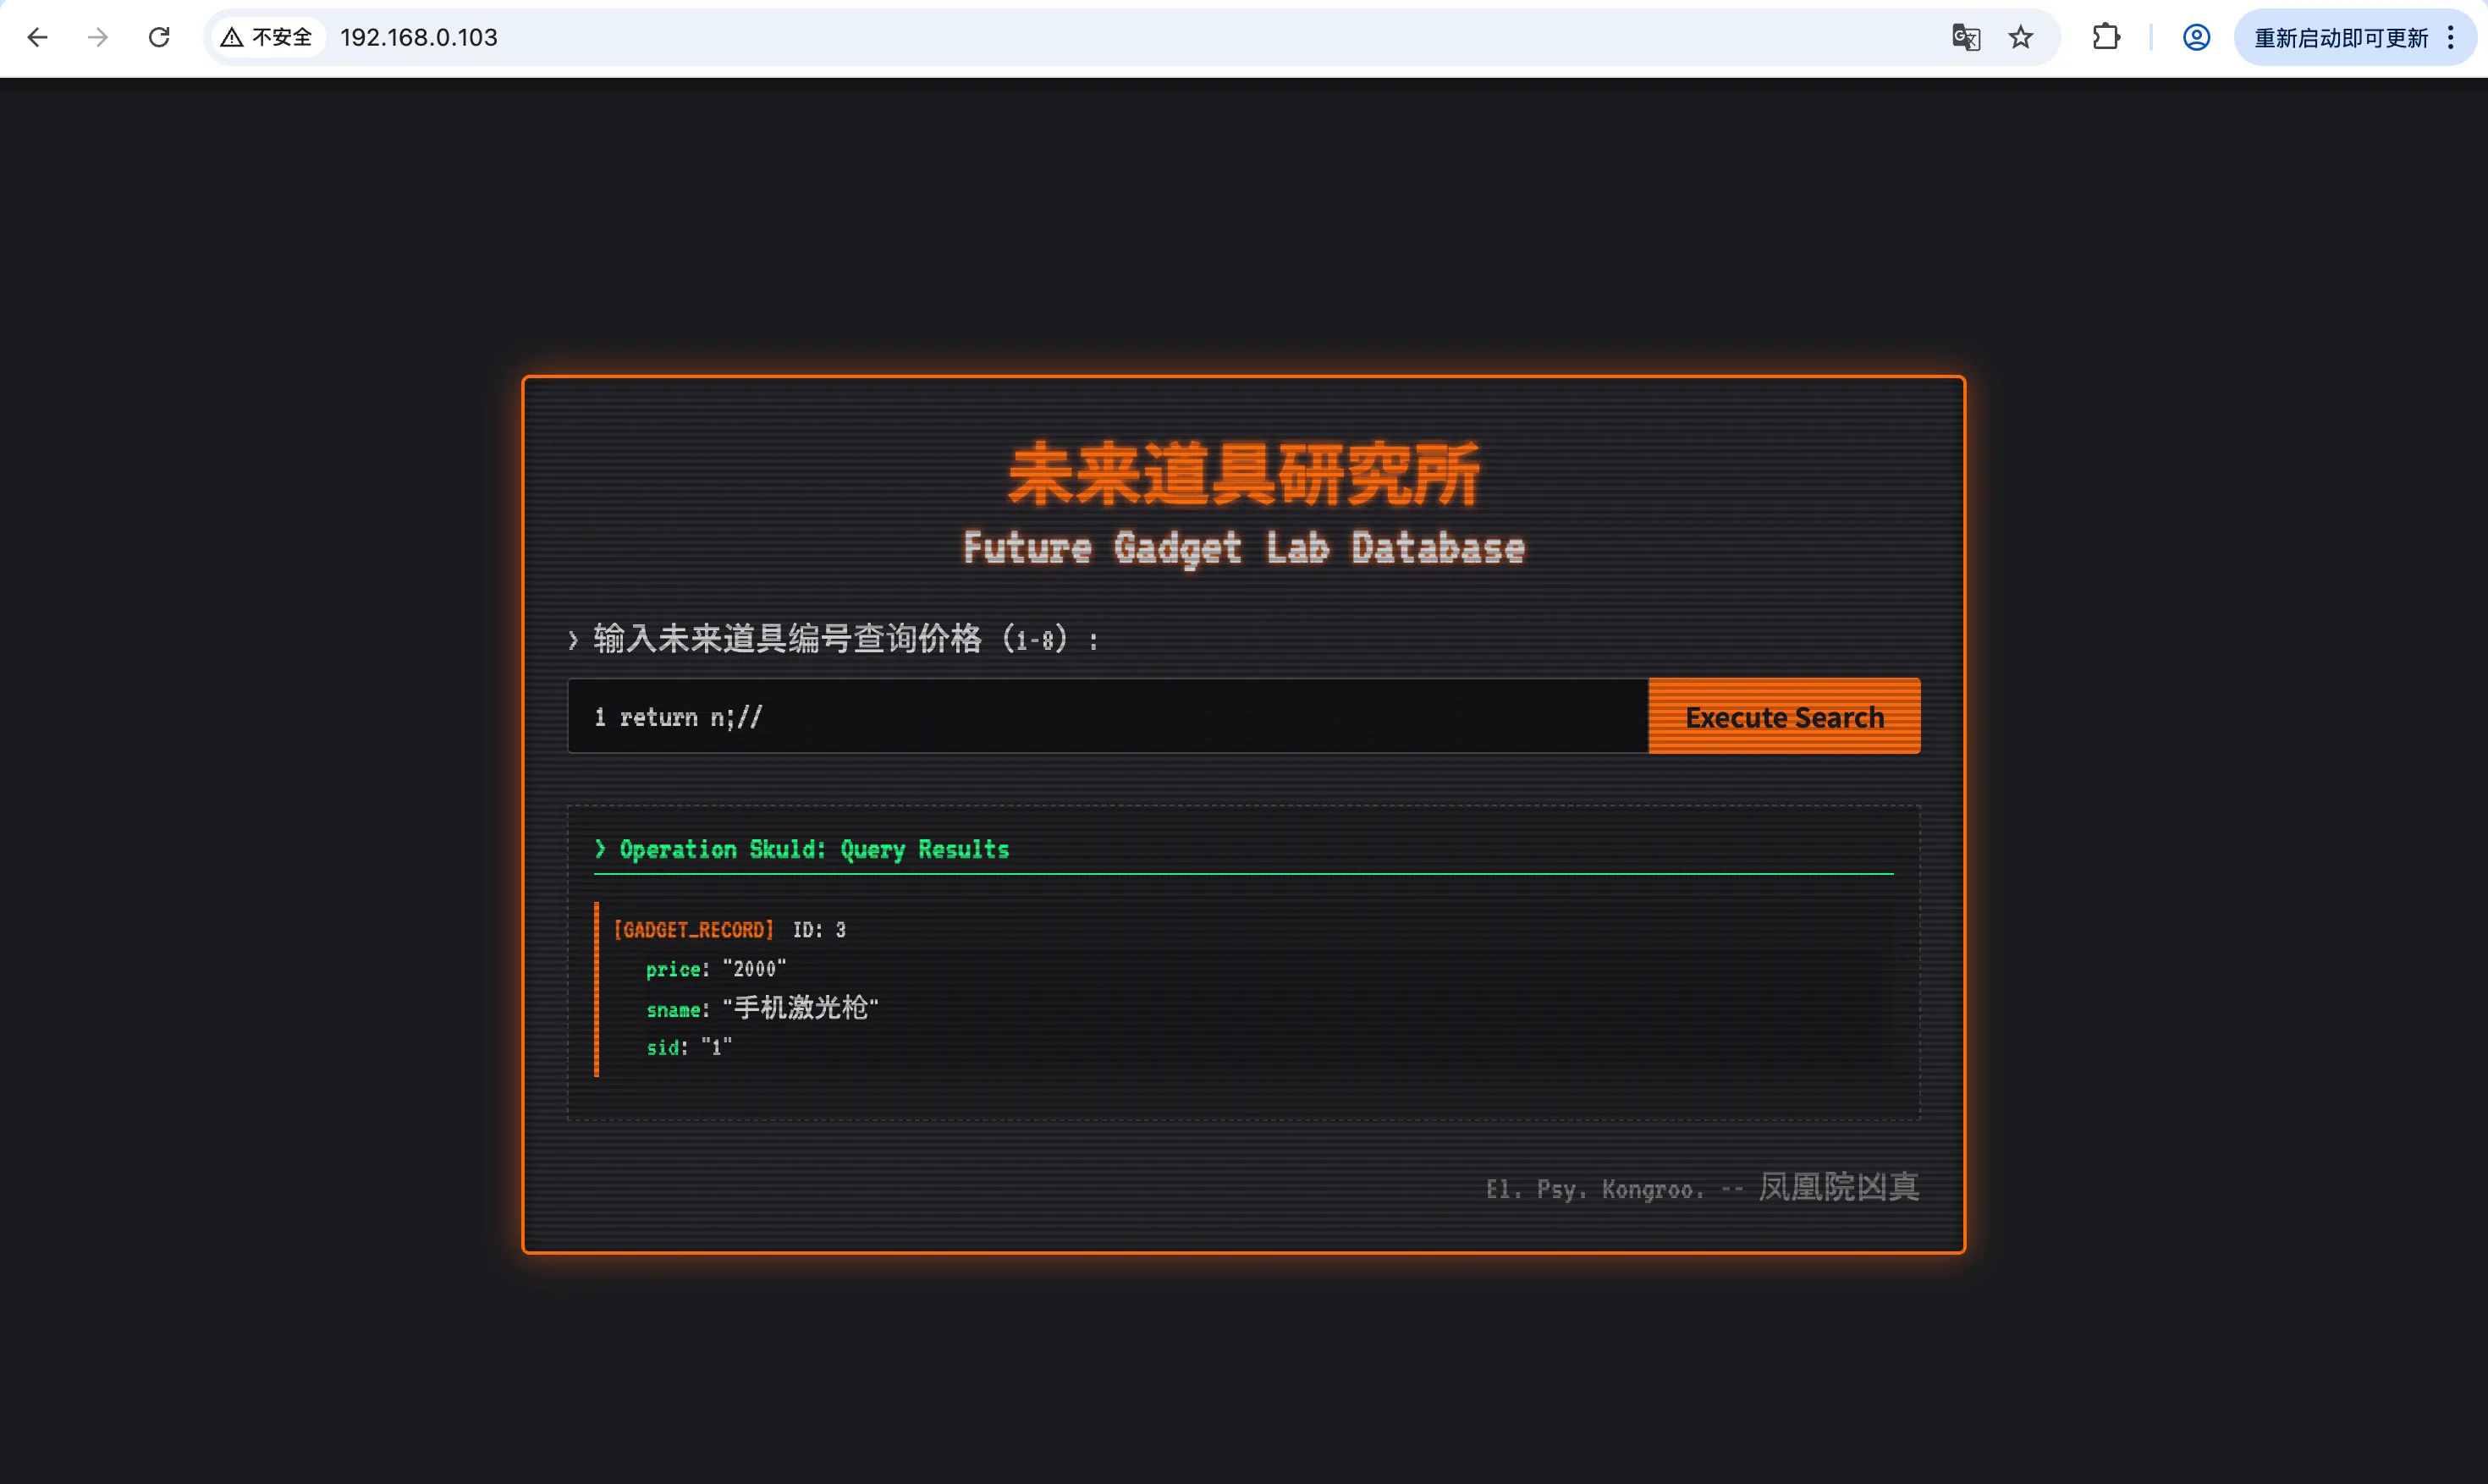 不安全 192.168.0.103 重新启动即可更新
未来道具研究所
Future Gadget Lab Database
› 输入未来道具编号查询价格（1-8）:
1 return n;// Execute Search
› Operation Skuld: Query Results
[GADGET_RECORD] ID: 3
price: "2000"
sname: "手机激光枪"
sid: "1"
El. Psy. Kongroo. -- 凤凰院凶真